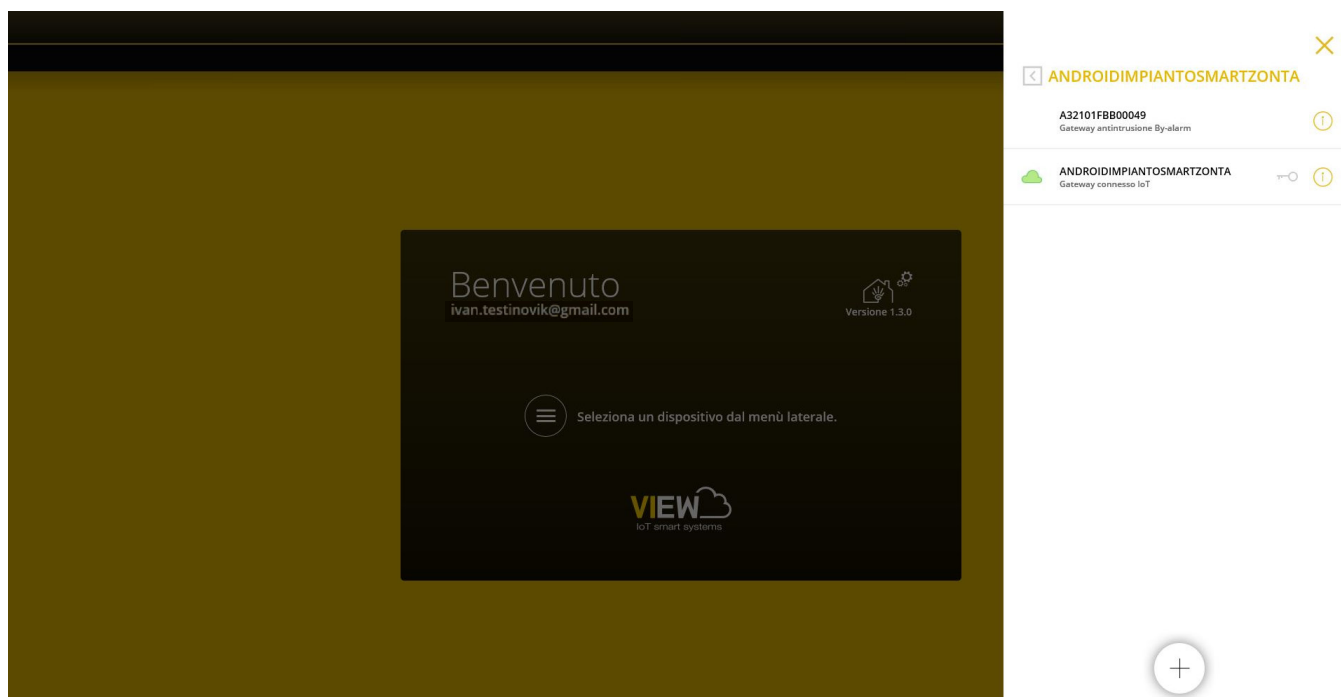 ANDROIDIMPIANTOSMARTZONTA
A32101FBB00049
Gateway antintrusione By-alarm
ANDROIDIMPIANTOSMARTZONTA
Gateway connesso IoT
Benvenuto
ivan.testinovik@gmail.com
Versione 1.3.0
Seleziona un dispositivo dal menù laterale.
VIEW
IoT smart systems